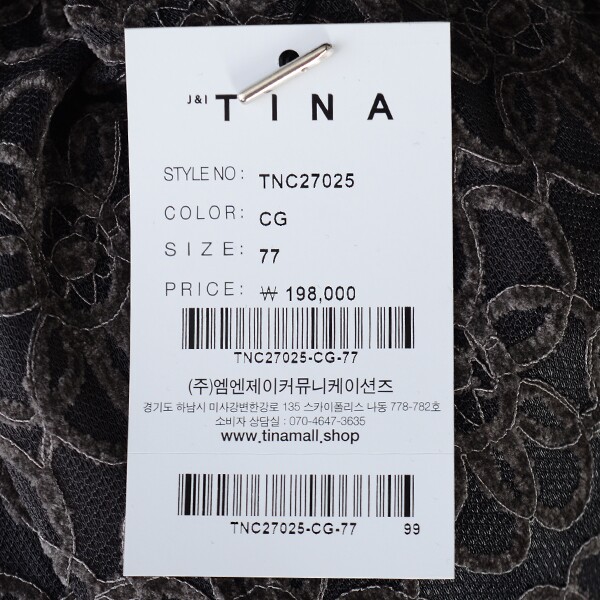 J&I TINA
STYLE NO: TNC27025
COLOR: CG
SIZE: 77
PRICE: ₩ 198,000
TNC27025-CG-77
(주)엠엔제이커뮤니케이션즈
경기도 하남시 미사강변한강로 135 스카이폴리스 나동 778-782호
소비자 상담실 : 070-4647-3635
www.tinamall.shop
TNC27025-CG-77 99